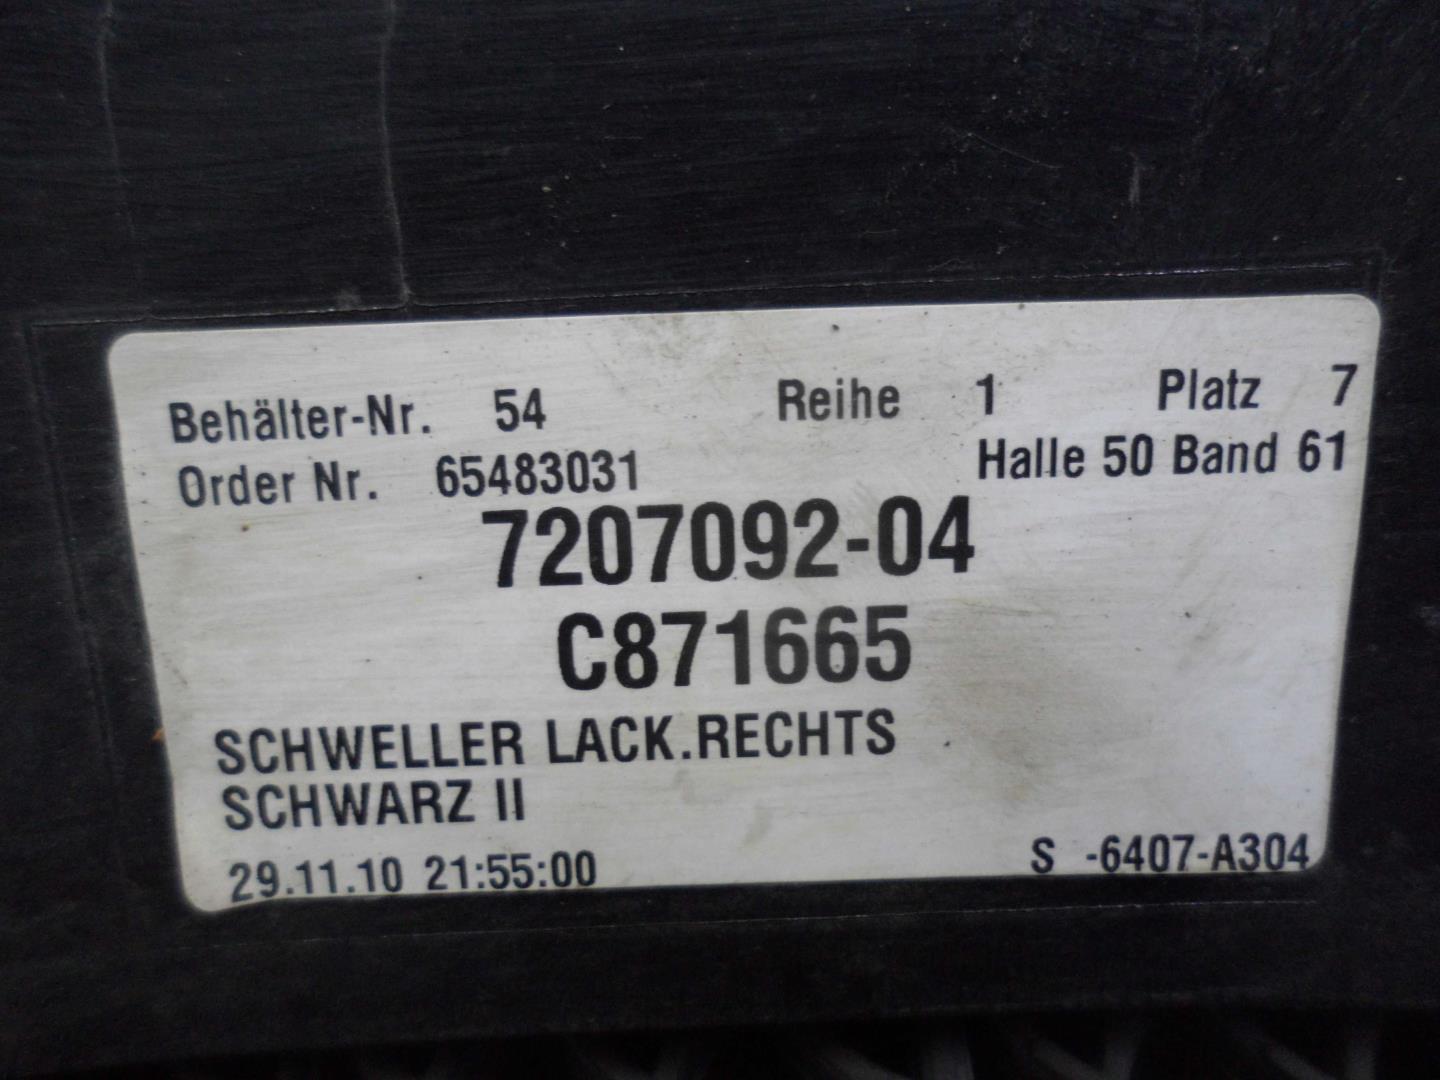 Behälter-Nr. 54 Reihe 1 Platz 7
Order Nr. 65483031 Halle 50 Band 61
7207092-04
C871665
SCHWELLER LACK.RECHTS
SCHWARZ II
29.11.10 21:55:00 S -6407-A304